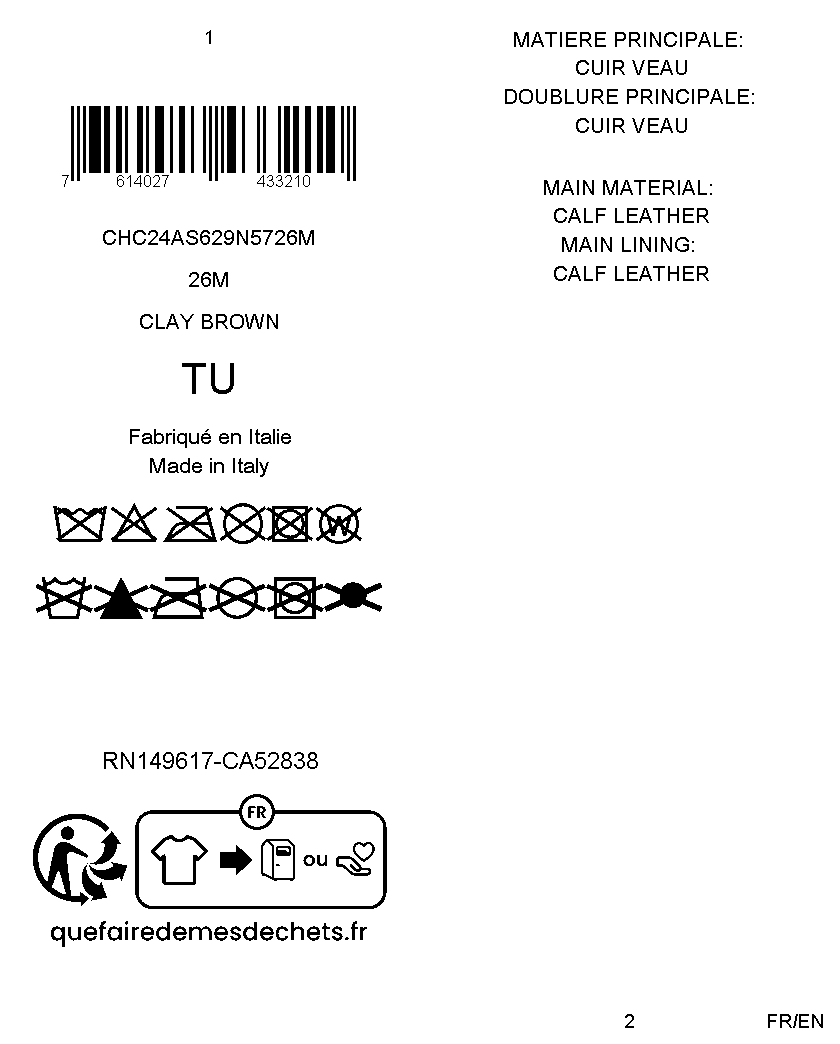 1
7 614027 433210
CHC24AS629N5726M
26M
CLAY BROWN
TU
Fabriqué en Italie
Made in Italy
W
RN149617-CA52838
FR
ou
quefairedemesdechets.fr
MATIERE PRINCIPALE:
CUIR VEAU
DOUBLURE PRINCIPALE:
CUIR VEAU
MAIN MATERIAL:
CALF LEATHER
MAIN LINING:
CALF LEATHER
2
FR/EN